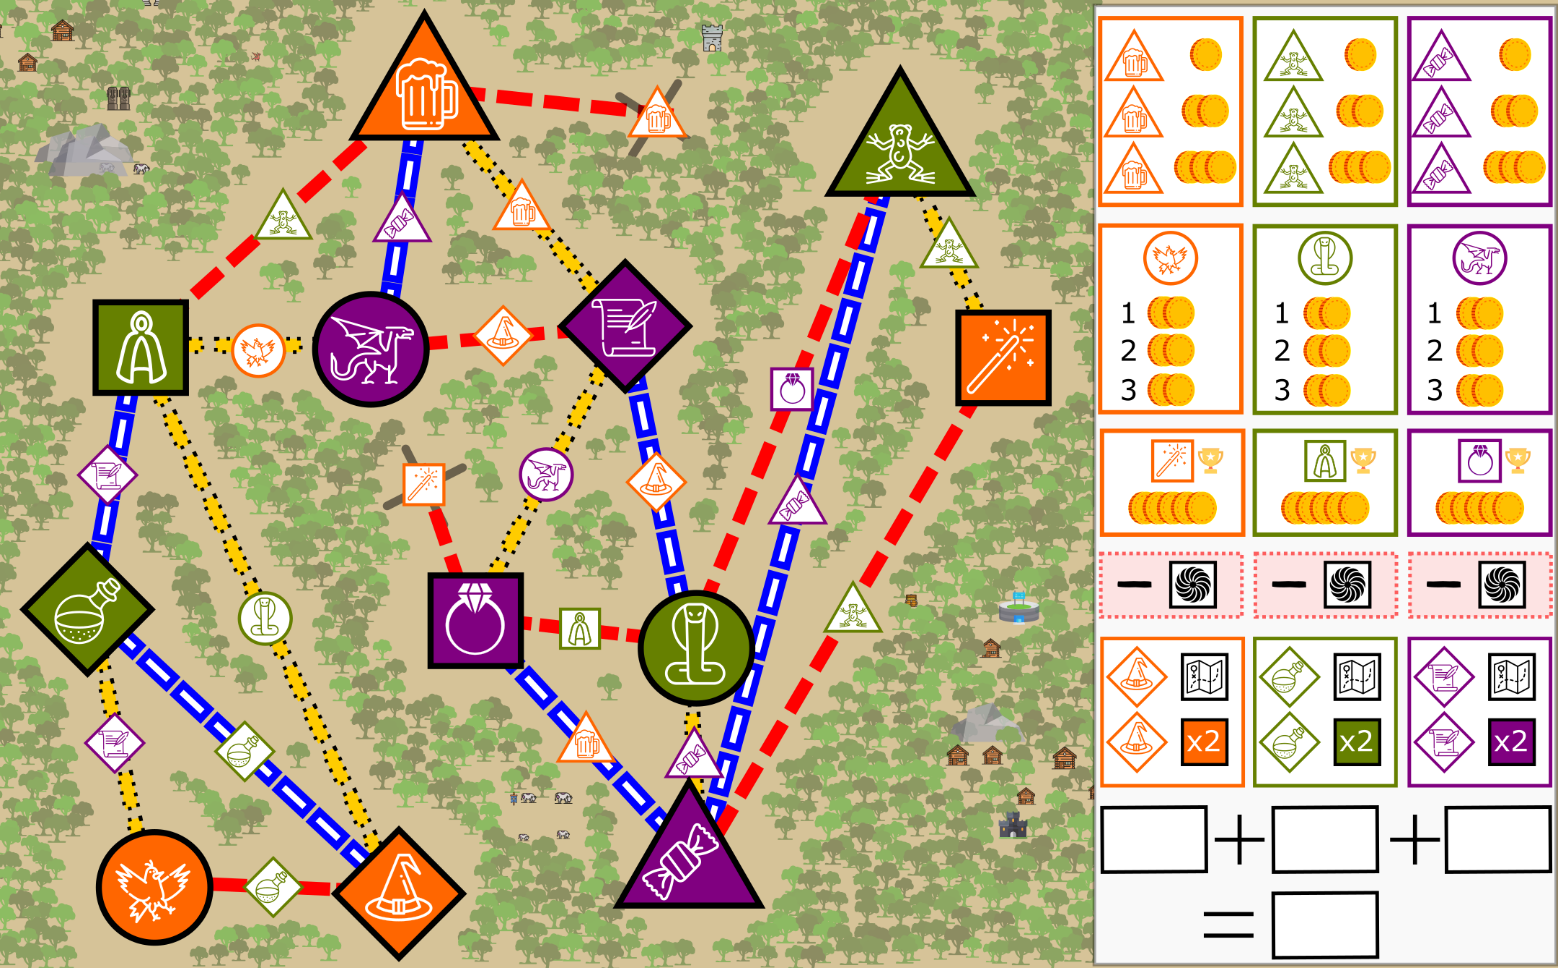 1 1 1
2 2 2
3 3 3
− − −
x2 x2 x2
+ +
=